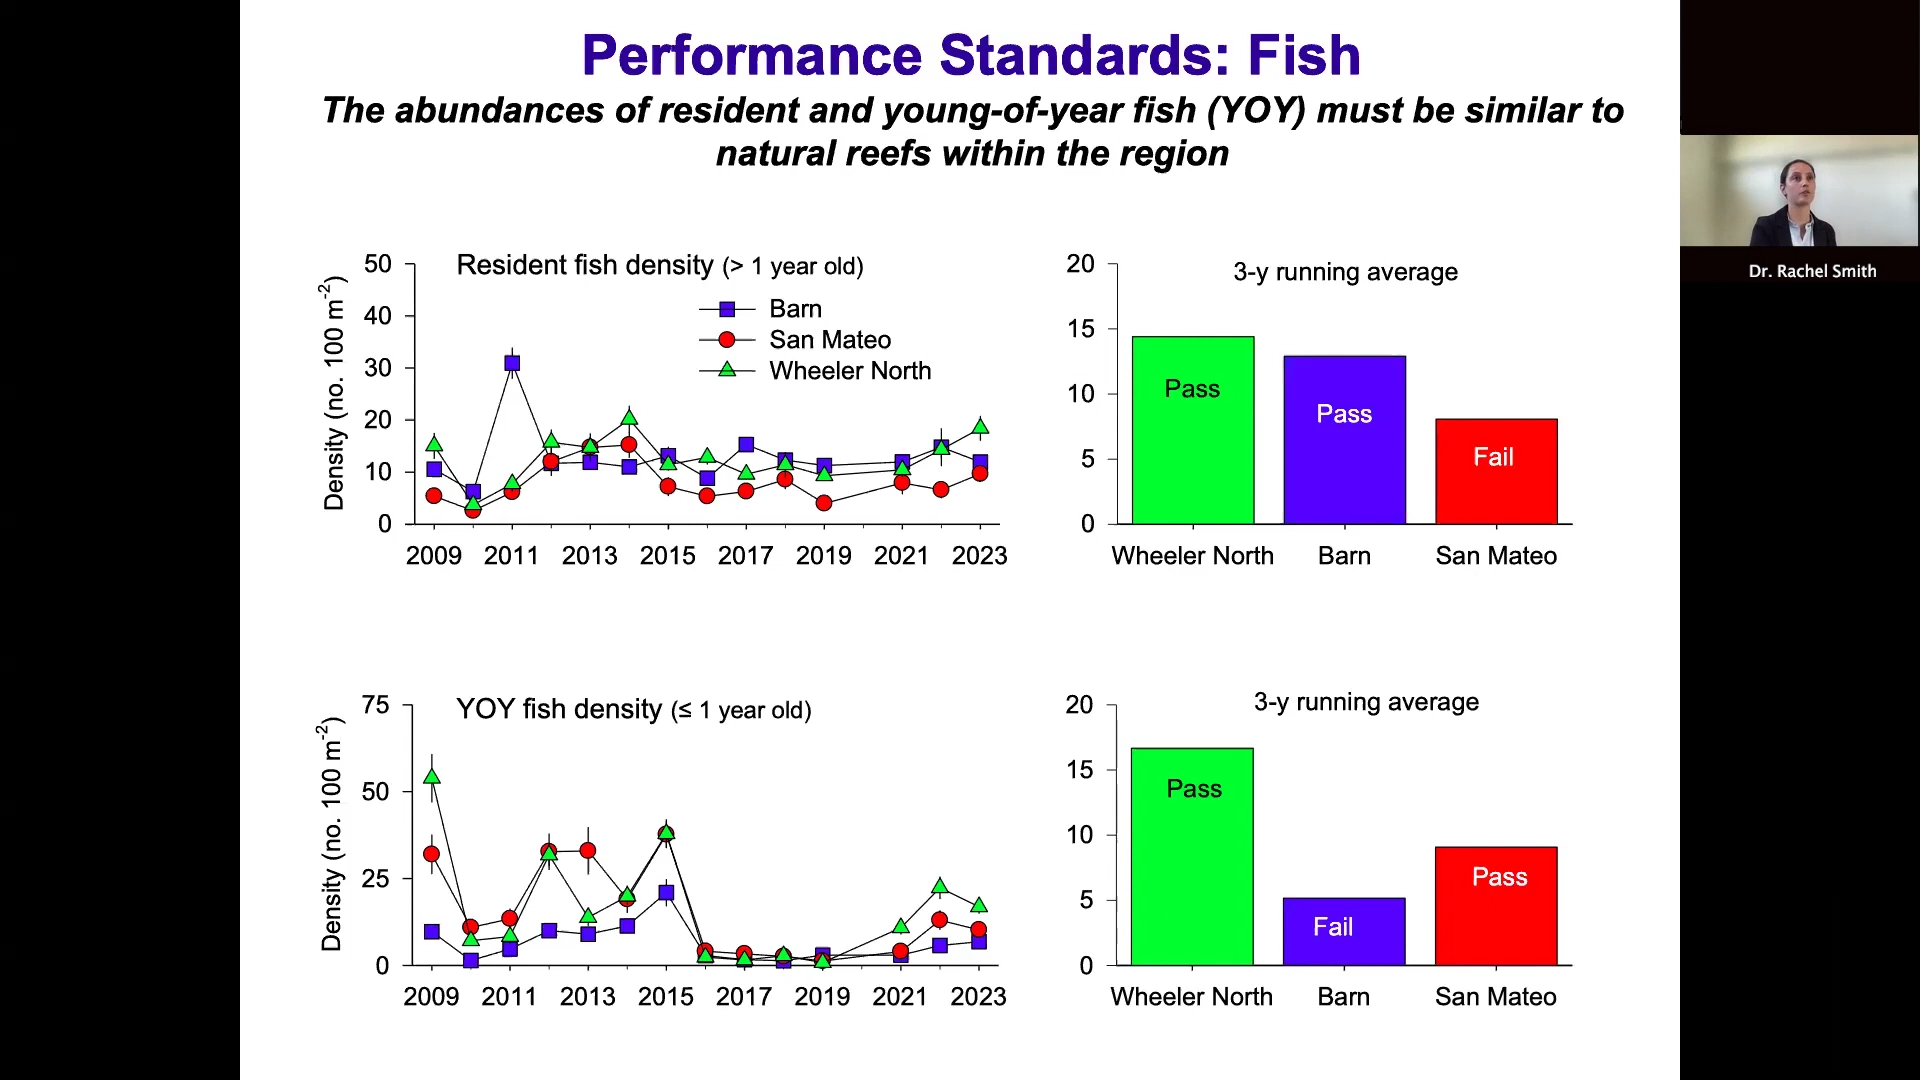 Performance Standards: Fish
The abundances of resident and young-of-year fish (YOY) must be similar to
natural reefs within the region
Dr. Rachel Smith
Resident fish density (> 1 year old)
Barn
San Mateo
Wheeler North
Density (no. 100 m-2)
50
40
30
20
10
0
2009 2011 2013 2015 2017 2019 2021 2023
3-y running average
20
15
10
5
0
Pass
Pass
Fail
Wheeler North Barn San Mateo
YOY fish density (≤ 1 year old)
Density (no. 100 m-2)
75
50
25
0
2009 2011 2013 2015 2017 2019 2021 2023
3-y running average
20
15
10
5
0
Pass
Fail
Pass
Wheeler North Barn San Mateo